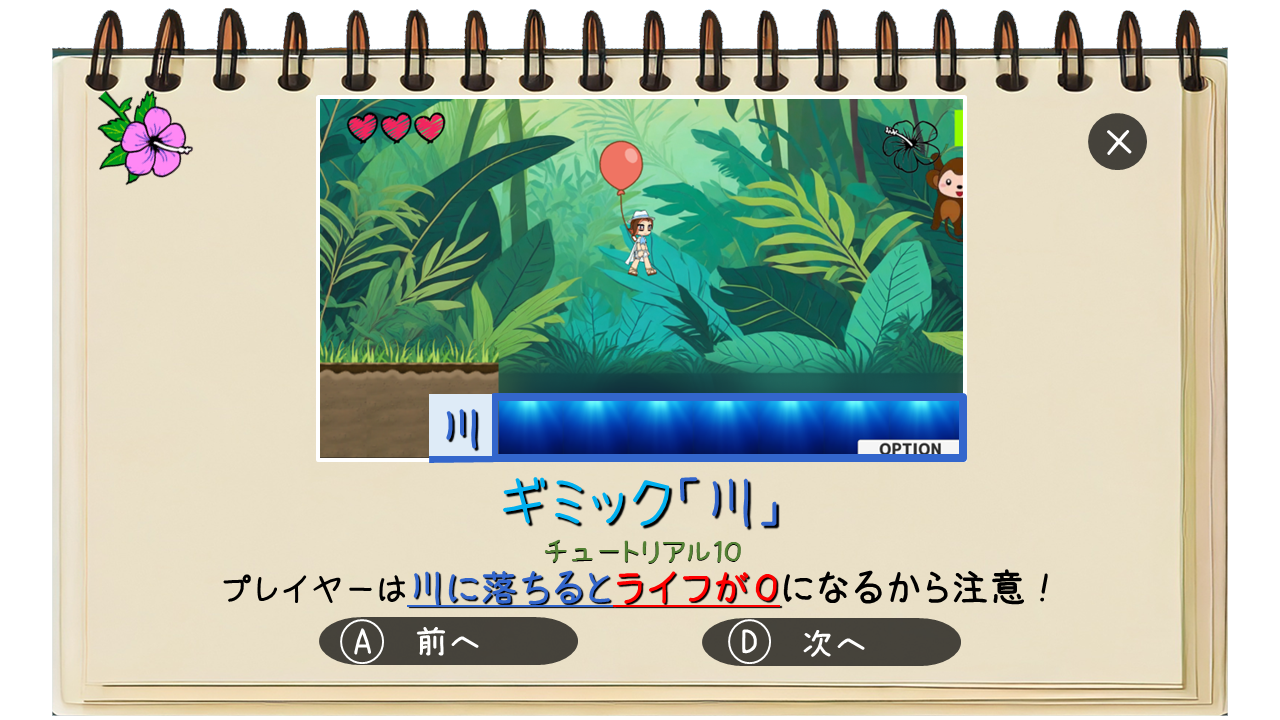 川
OPTION
ギミック「川」
チュートリアル10
プレイヤーは川に落ちるとライフが0になるから注意！
A 前へ
D 次へ